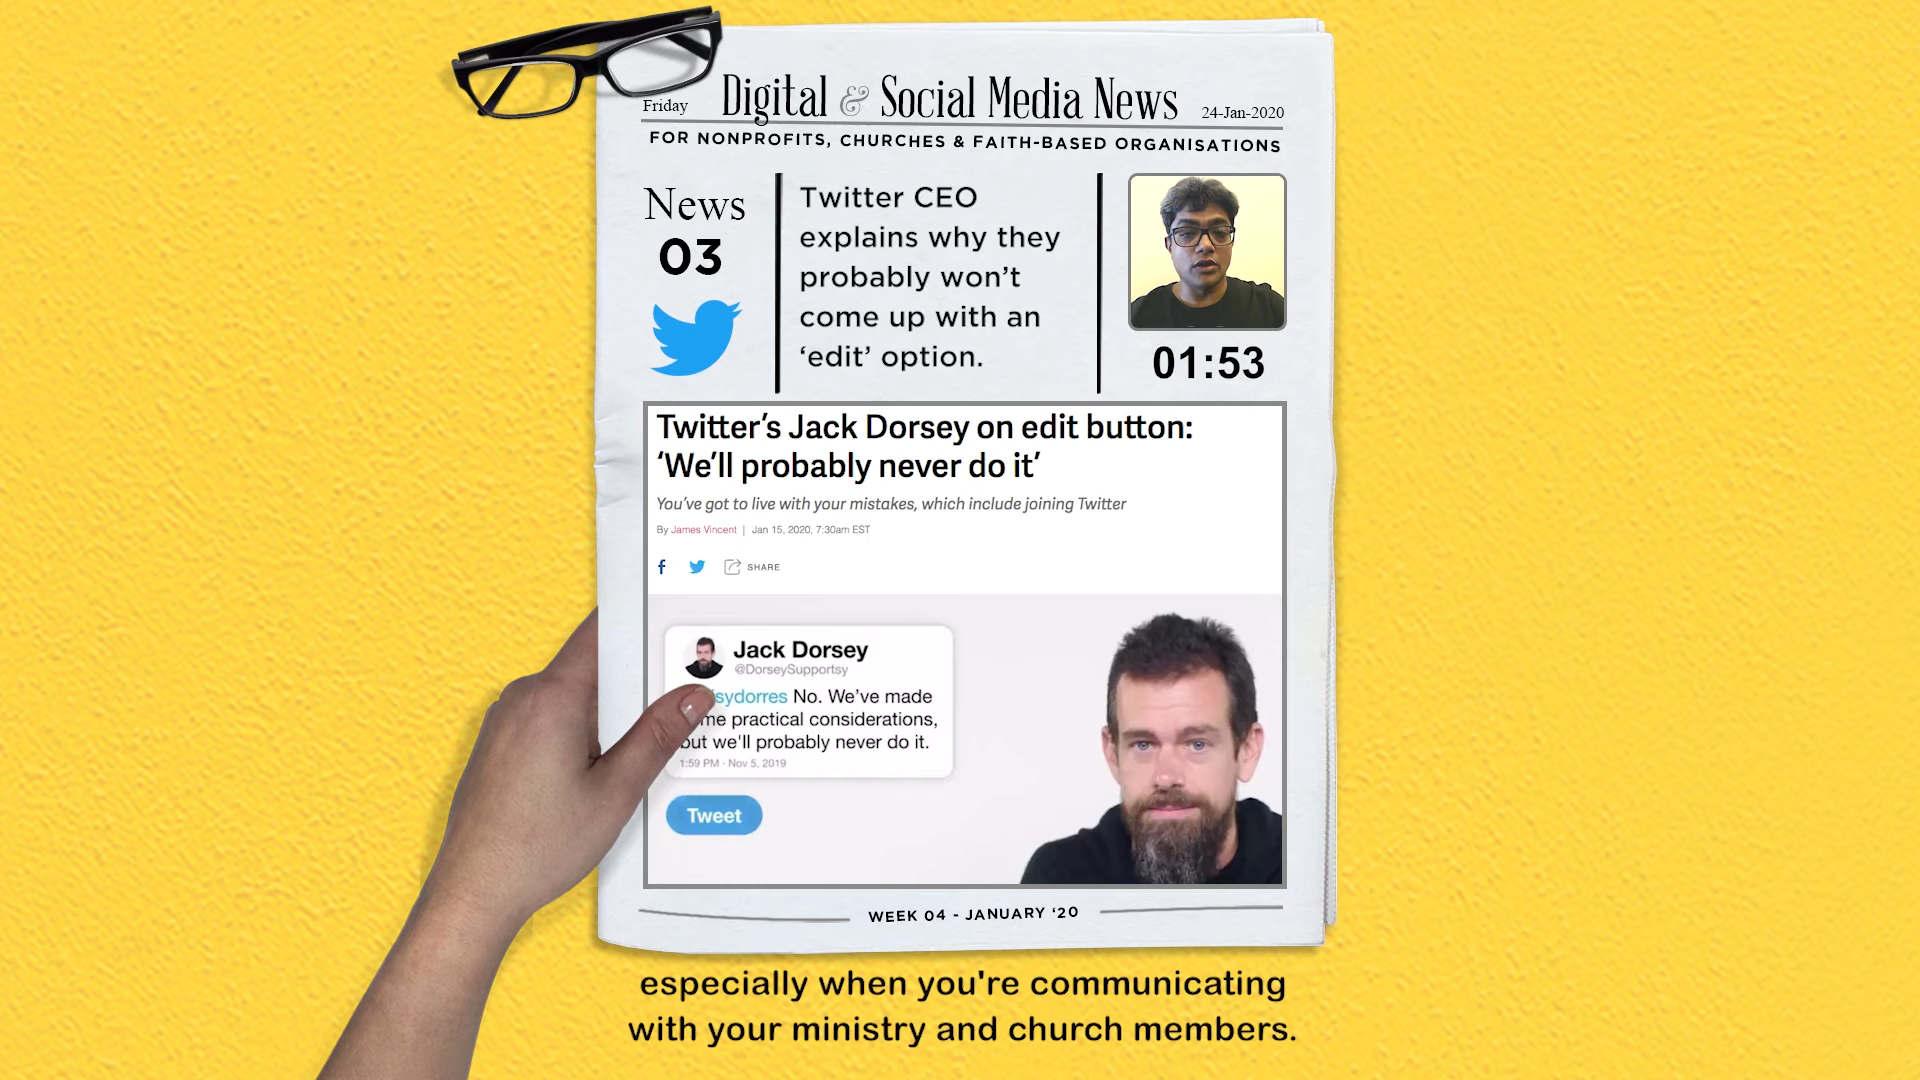 Friday
Digital & Social Media News
24-Jan-2020
FOR NONPROFITS, CHURCHES & FAITH-BASED ORGANISATIONS
News
03
Twitter CEO
explains why they
probably won't
come up with an
‘edit’ option.
01:53
Twitter’s Jack Dorsey on edit button:
‘We’ll probably never do it’
You’ve got to live with your mistakes, which include joining Twitter
By James Vincent | Jan 15, 2020, 7:30am EST
f
SHARE
Jack Dorsey
@DorseySupportsy
sydorres No. We've made
me practical considerations,
but we'll probably never do it.
1:59 PM · Nov 5, 2019
Tweet
WEEK 04 - JANUARY ‘20
especially when you're communicating
with your ministry and church members.